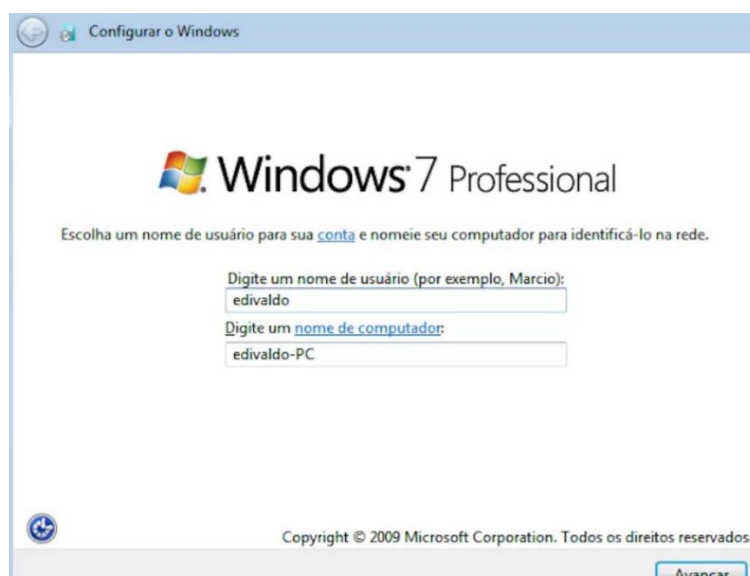 Configurar o Windows
Windows 7 Professional
Escolha um nome de usuário para sua conta e nomeie seu computador para identificá-lo na rede.
Digite um nome de usuário (por exemplo, Marcio):
edivaldo
Digite um nome de computador:
edivaldo-PC
Copyright © 2009 Microsoft Corporation. Todos os direitos reservados.
Avançar